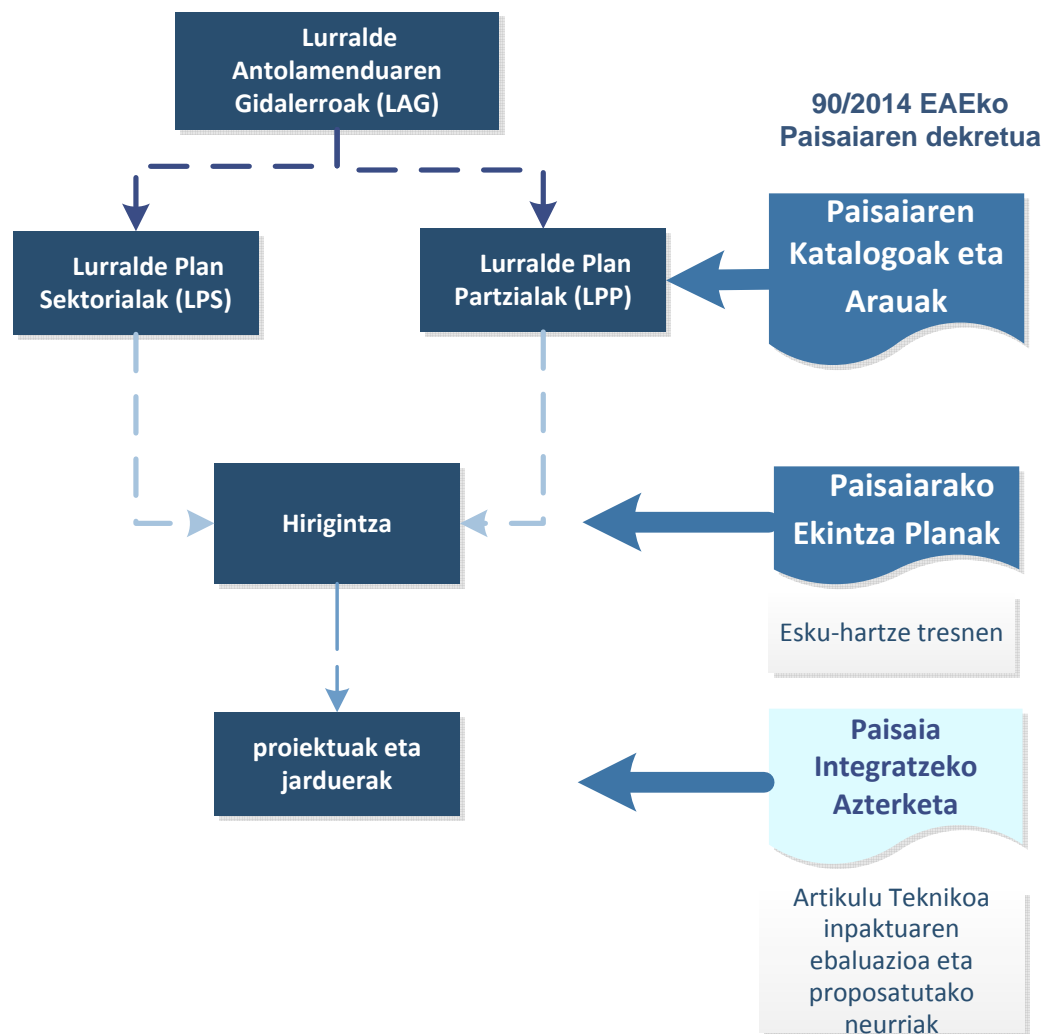 Lurralde
Antolamenduaren
Gidalerroak (LAG)
90/2014 EAEko
Paisaiaren dekretua
Lurralde Plan
Sektorialak (LPS)
Lurralde Plan
Partzialak (LPP)
Paisaiaren
Katalogoak eta
Arauak
Hirigintza
Paisaiarako
Ekintza Planak
Esku-hartze tresnen
proiektuak eta
jarduerak
Paisaia
Integratzeko
Azterketa
Artikulu Teknikoa
inpaktuaren
ebaluazioa eta
proposatutako
neurriak